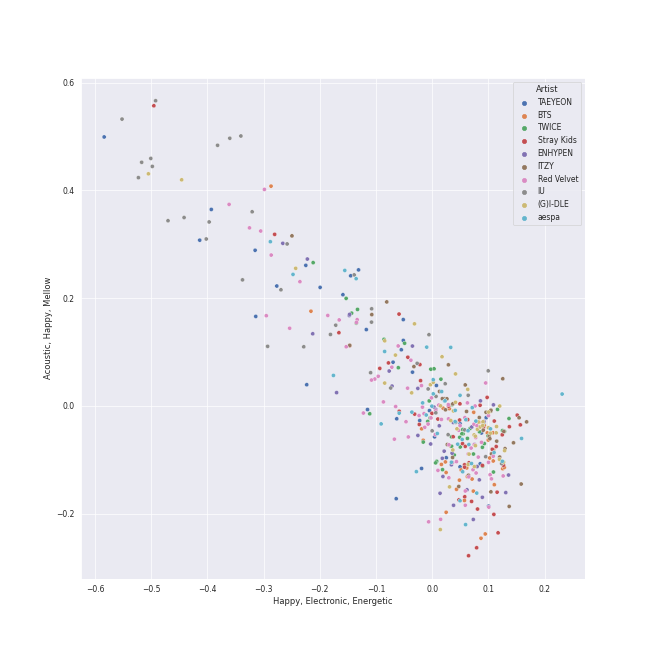 Artist
TAEYEON
BTS
TWICE
Stray Kids
ENHYPEN
ITZY
Red Velvet
IU
(G)I-DLE
aespa
Acoustic, Happy, Mellow
0.6
0.4
0.2
0.0
−0.2
−0.6 −0.5 −0.4 −0.3 −0.2 −0.1 0.0 0.1 0.2
Happy, Electronic, Energetic